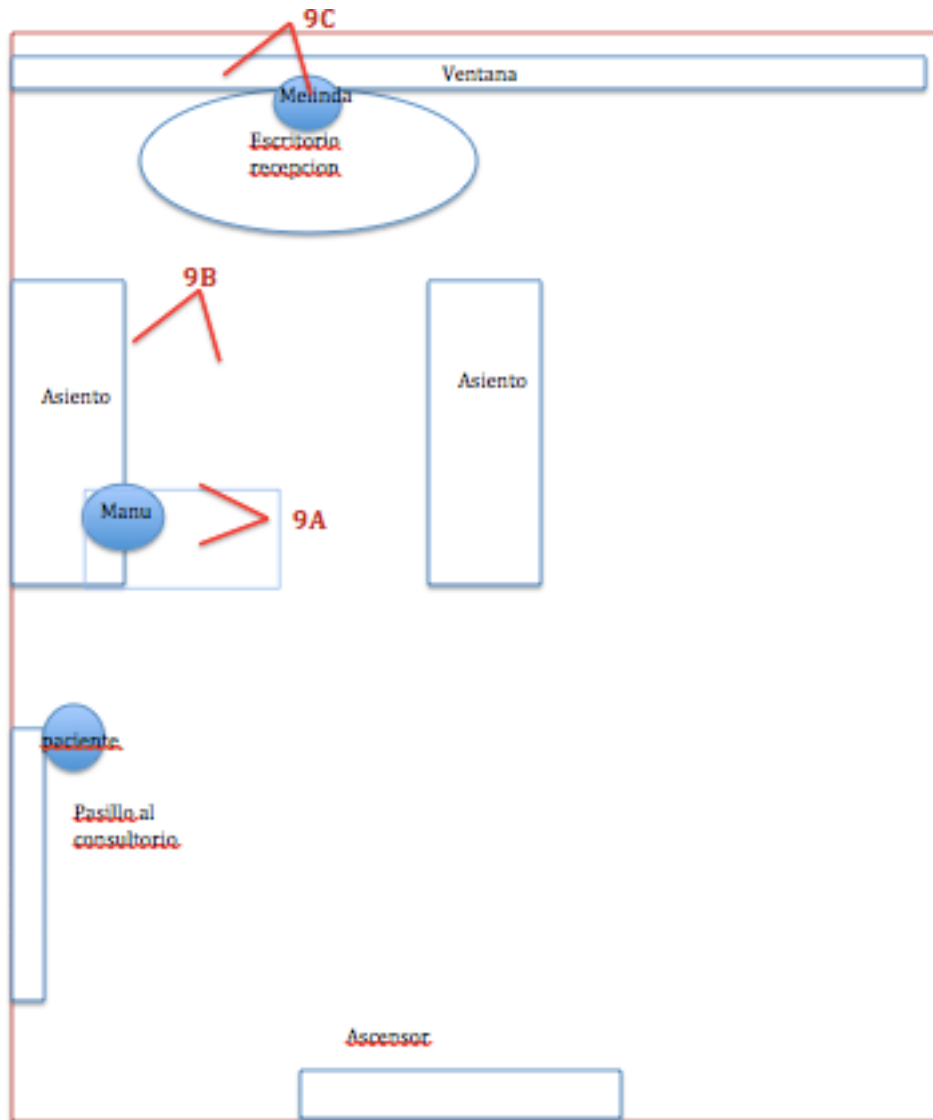 9C
Ventana
Melinda
Escritorio
recepcion
9B
Asiento
Asiento
Manu
9A
paciente
Pasillo al
consultorio
Ascensor